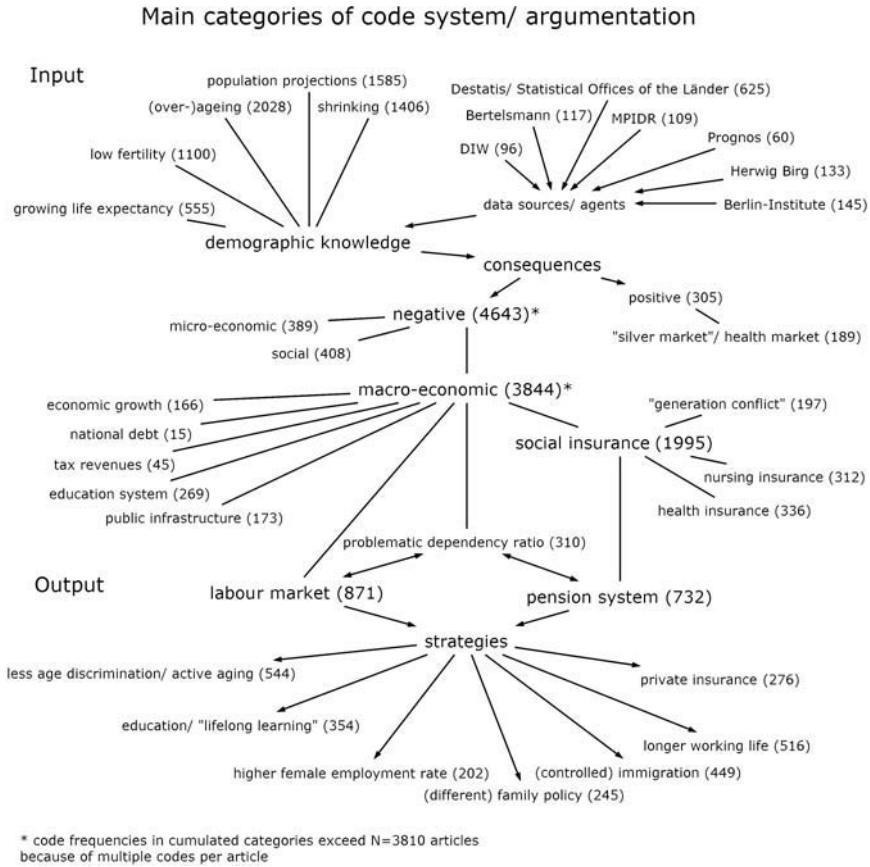 Main categories of code system/ argumentation
Input
population projections (1585)
(over-)ageing (2028)
shrinking (1406)
low fertility (1100)
growing life expectancy (555)
Destatis/ Statistical Offices of the Länder (625)
Bertelsmann (117)
MPIDR (109)
DIW (96)
Prognos (60)
Herwig Birg (133)
data sources/ agents
Berlin-Institute (145)
demographic knowledge
consequences
negative (4643)*
positive (305)
micro-economic (389)
social (408)
"silver market"/ health market (189)
macro-economic (3844)*
economic growth (166)
national debt (15)
tax revenues (45)
education system (269)
public infrastructure (173)
"generation conflict" (197)
social insurance (1995)
nursing insurance (312)
health insurance (336)
problematic dependency ratio (310)
Output
labour market (871)
pension system (732)
strategies
less age discrimination/ active aging (544)
private insurance (276)
education/ "lifelong learning" (354)
longer working life (516)
higher female employment rate (202)
(controlled) immigration (449)
(different) family policy (245)
* code frequencies in cumulated categories exceed N=3810 articles
because of multiple codes per article